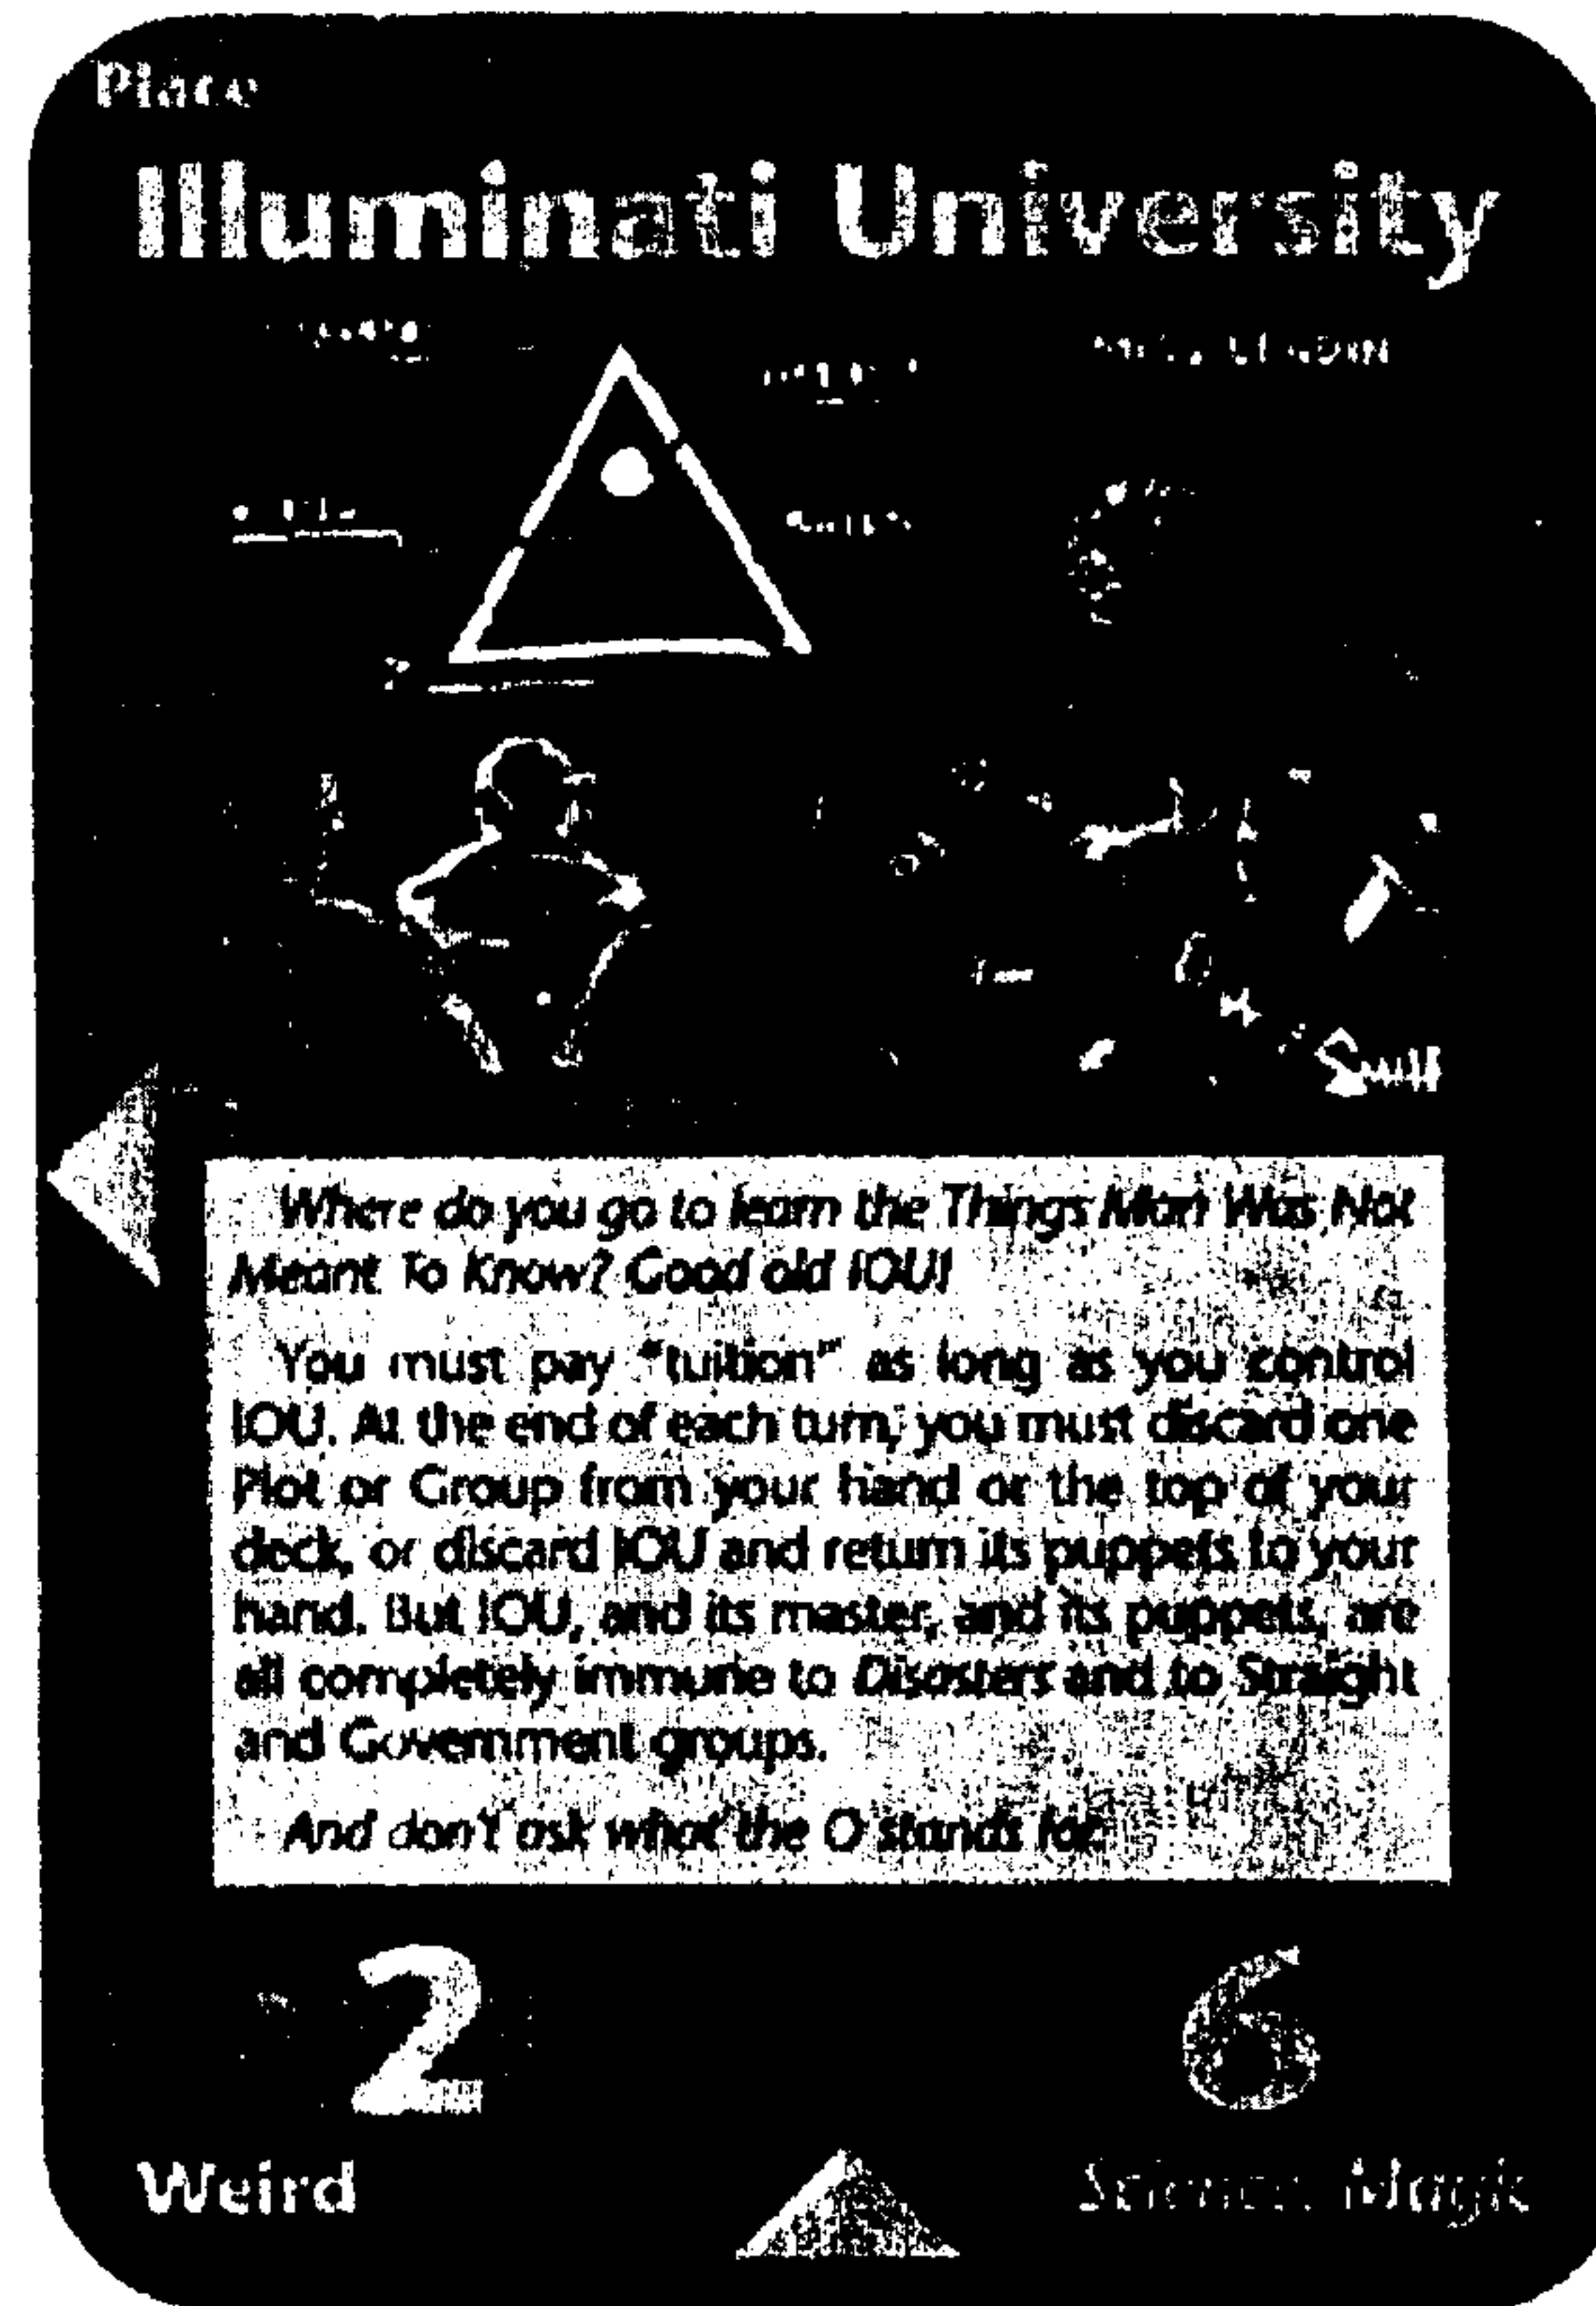 Place
Illuminati University
Where do you go to learn the Things Man Was Not
Meant To Know? Good old IOU!
You must pay "tuition" as long as you control
IOU. At the end of each turn, you must discard one
Plot or Group from your hand or the top of your
deck, or discard IOU and return its puppets to your
hand. But IOU, and its master, and its puppets, are
all completely immune to Disasters and to Straight
and Government groups.
And don't ask what the O stands for.
2
6
Weird
Science, Magic